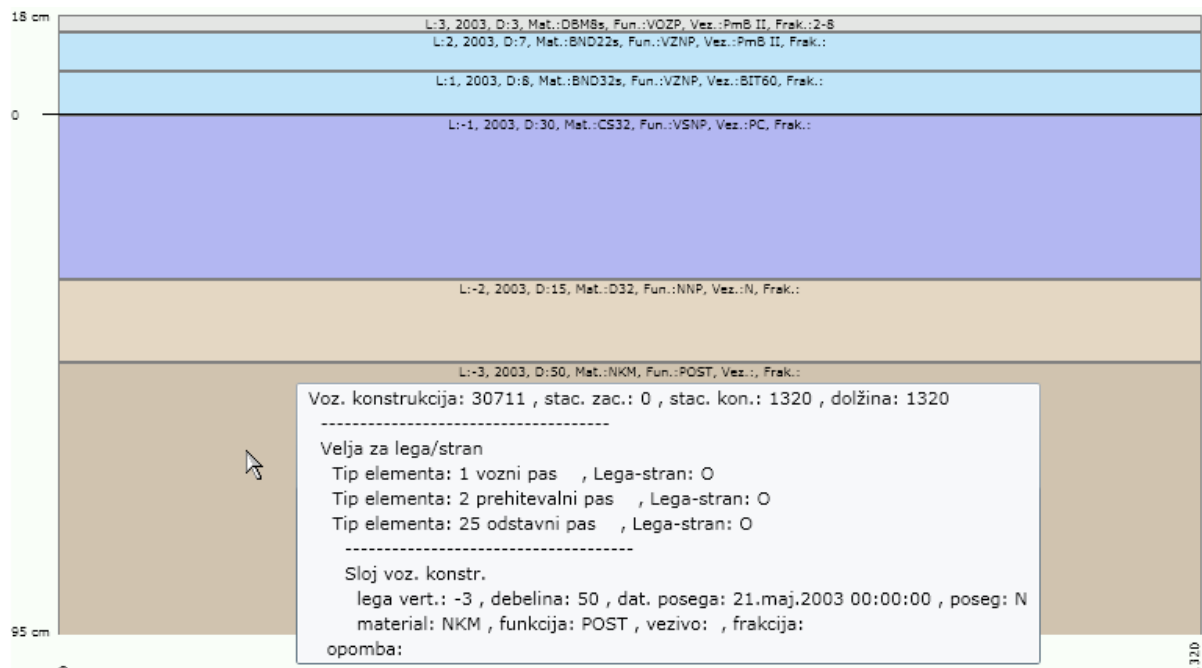 18 cm
L:3, 2003, D:3, Mat.:DBM8s, Fun.:VOZP, Vez.:PmB II, Frak.:2-8
L:2, 2003, D:7, Mat.:BND22s, Fun.:VZNP, Vez.:PmB II, Frak.:
L:1, 2003, D:8, Mat.:BND32s, Fun.:VZNP, Vez.:BIT60, Frak.:
0
L:-1, 2003, D:30, Mat.:CS32, Fun.:VSNP, Vez.:PC, Frak.:
L:-2, 2003, D:15, Mat.:D32, Fun.:NNP, Vez.:N, Frak.:
L:-3, 2003, D:50, Mat.:NKM, Fun.:POST, Vez.:, Frak.:
Voz. konstrukcija: 30711 , stac. zac.: 0 , stac. kon.: 1320 , dolžina: 1320
-------------------------------------
Velja za lega/stran
Tip elementa: 1 vozni pas , Lega-stran: O
Tip elementa: 2 prehitevalni pas , Lega-stran: O
Tip elementa: 25 odstavni pas , Lega-stran: O
-------------------------------------
Sloj voz. konstr.
lega vert.: -3 , debelina: 50 , dat. posega: 21.maj.2003 00:00:00 , poseg: N
material: NKM , funkcija: POST , vezivo: , frakcija:
opomba:
95 cm